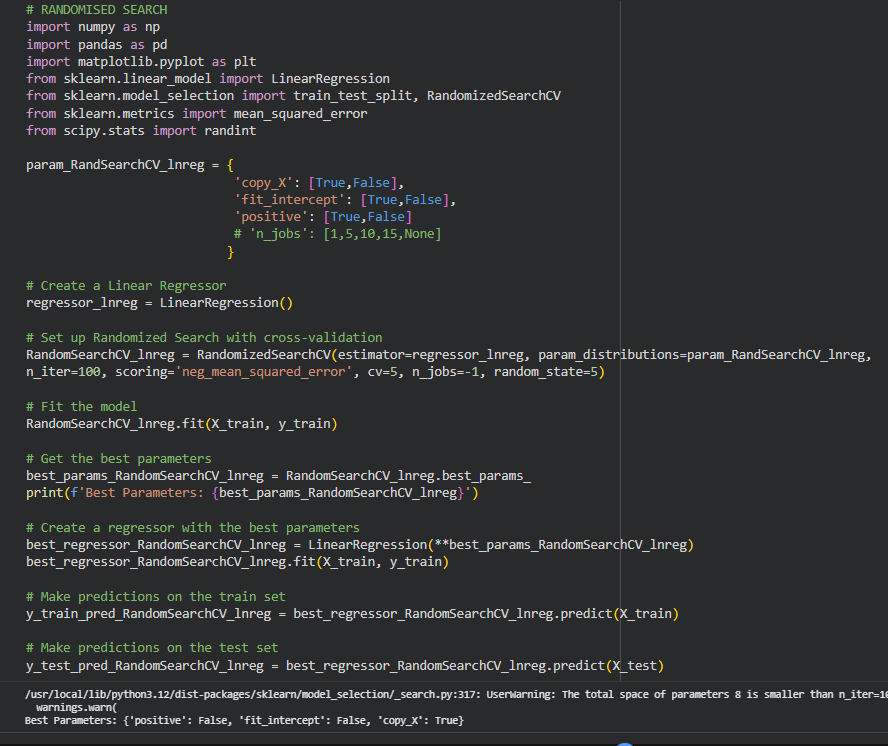 # RANDOMISED SEARCH
import numpy as np
import pandas as pd
import matplotlib.pyplot as plt
from sklearn.linear_model import LinearRegression
from sklearn.model_selection import train_test_split, RandomizedSearchCV
from sklearn.metrics import mean_squared_error
from scipy.stats import randint

param_RandSearchCV_lnreg = {
                            'copy_X': [True,False],
                            'fit_intercept': [True,False],
                            'positive': [True,False]
                            # 'n_jobs': [1,5,10,15,None]
                           }

# Create a Linear Regressor
regressor_lnreg = LinearRegression()

# Set up Randomized Search with cross-validation
RandomSearchCV_lnreg = RandomizedSearchCV(estimator=regressor_lnreg, param_distributions=param_RandSearchCV_lnreg,
n_iter=100, scoring='neg_mean_squared_error', cv=5, n_jobs=-1, random_state=5)

# Fit the model
RandomSearchCV_lnreg.fit(X_train, y_train)

# Get the best parameters
best_params_RandomSearchCV_lnreg = RandomSearchCV_lnreg.best_params_
print(f'Best Parameters: {best_params_RandomSearchCV_lnreg}')

# Create a regressor with the best parameters
best_regressor_RandomSearchCV_lnreg = LinearRegression(**best_params_RandomSearchCV_lnreg)
best_regressor_RandomSearchCV_lnreg.fit(X_train, y_train)

# Make predictions on the train set
y_train_pred_RandomSearchCV_lnreg = best_regressor_RandomSearchCV_lnreg.predict(X_train)

# Make predictions on the test set
y_test_pred_RandomSearchCV_lnreg = best_regressor_RandomSearchCV_lnreg.predict(X_test)
/usr/local/lib/python3.12/dist-packages/sklearn/model_selection/_search.py:317: UserWarning: The total space of parameters 8 is smaller than
  warnings.warn(
Best Parameters: {'positive': False, 'fit_intercept': False, 'copy_X': True}